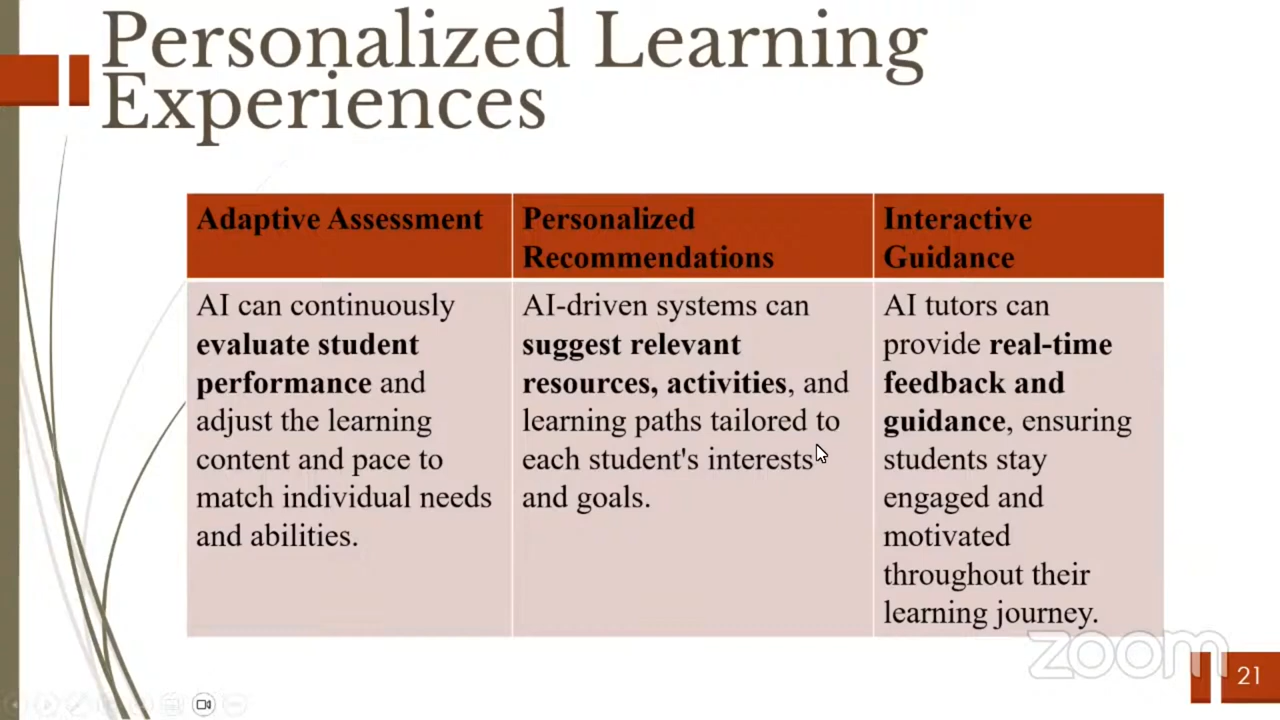 Personalized Learning
Experiences
Adaptive Assessment
Personalized
Recommendations
Interactive
Guidance
AI can continuously
evaluate student
performance and
adjust the learning
content and pace to
match individual needs
and abilities.
AI-driven systems can
suggest relevant
resources, activities, and
learning paths tailored to
each student's interests
and goals.
AI tutors can
provide real-time
feedback and
guidance, ensuring
students stay
engaged and
motivated
throughout their
learning journey.
zoom
21